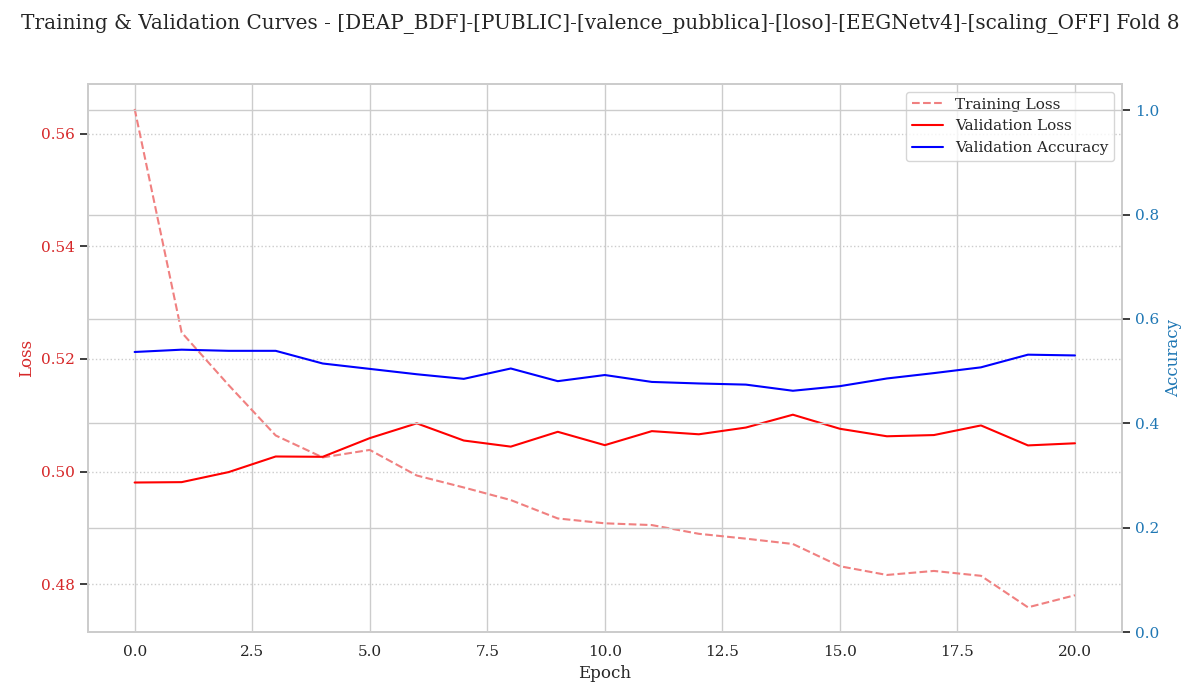 Training & Validation Curves - [DEAP_BDF]-[PUBLIC]-[valence_pubblica]-[loso]-[EEGNetv4]-[scaling_OFF] Fold 8
Training Loss
Validation Loss
Validation Accuracy
0.56
0.54
0.52
0.50
0.48
Loss
1.0
0.8
0.6
0.4
0.2
0.0
Accuracy
0.0 2.5 5.0 7.5 10.0 12.5 15.0 17.5 20.0
Epoch